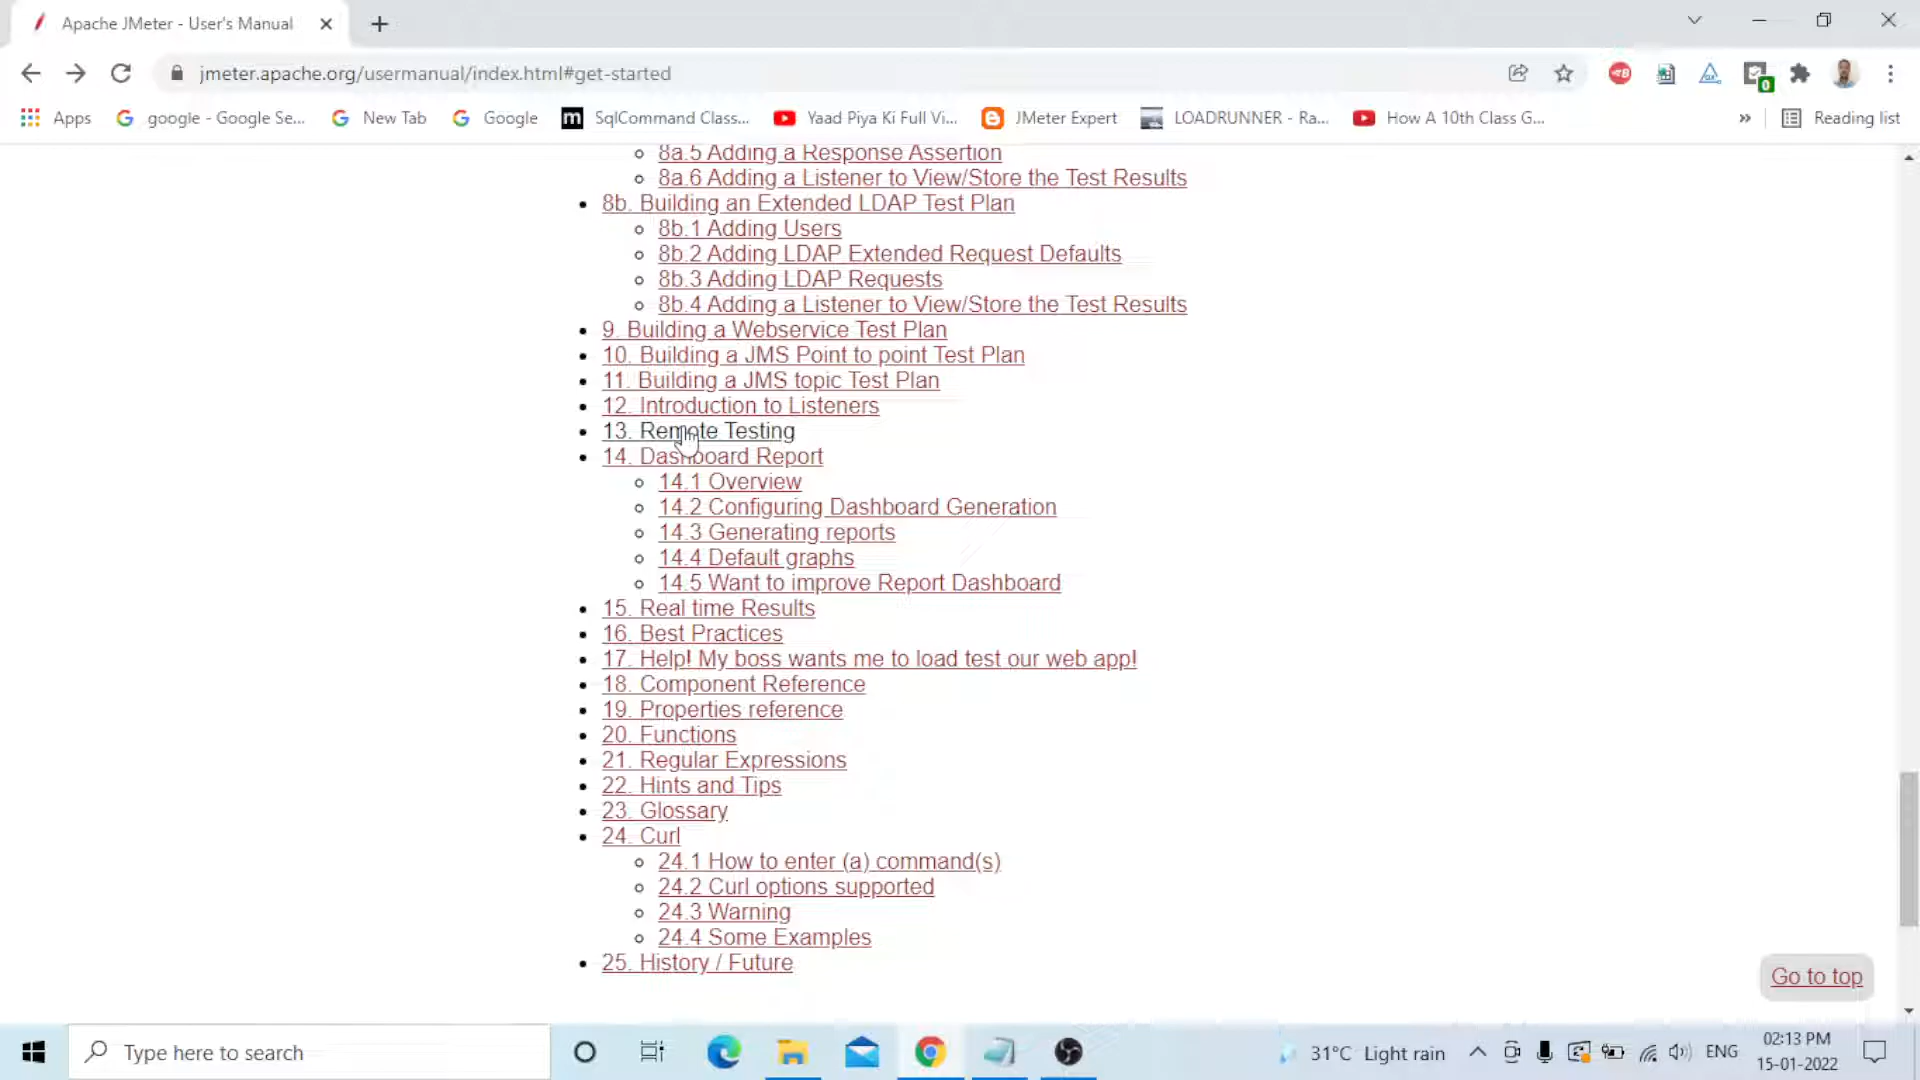 Apache JMeter - User's Manual
jmeter.apache.org/usermanual/index.html#get-started
0
Apps
google - Google Se...
New Tab
Google
m
SqlCommand Class...
Yaad Piya Ki Full Vi...
JMeter Expert
LOADRUNNER - Ra...
How A 10th Class G...
»
Reading list
8a.5 Adding a Response Assertion
8a.6 Adding a Listener to View/Store the Test Results
8b. Building an Extended LDAP Test Plan
8b.1 Adding Users
8b.2 Adding LDAP Extended Request Defaults
8b.3 Adding LDAP Requests
8b.4 Adding a Listener to View/Store the Test Results
9. Building a Webservice Test Plan
10. Building a JMS Point to point Test Plan
11. Building a JMS topic Test Plan
12. Introduction to Listeners
13. Remote Testing
14. Dashboard Report
14.1 Overview
14.2 Configuring Dashboard Generation
14.3 Generating reports
14.4 Default graphs
14.5 Want to improve Report Dashboard
15. Real time Results
16. Best Practices
17. Help! My boss wants me to load test our web app!
18. Component Reference
19. Properties reference
20. Functions
21. Regular Expressions
22. Hints and Tips
23. Glossary
24. Curl
24.1 How to enter (a) command(s)
24.2 Curl options supported
24.3 Warning
24.4 Some Examples
25. History / Future
Go to top
Type here to search
31°C Light rain
ENG
02:13 PM
15-01-2022